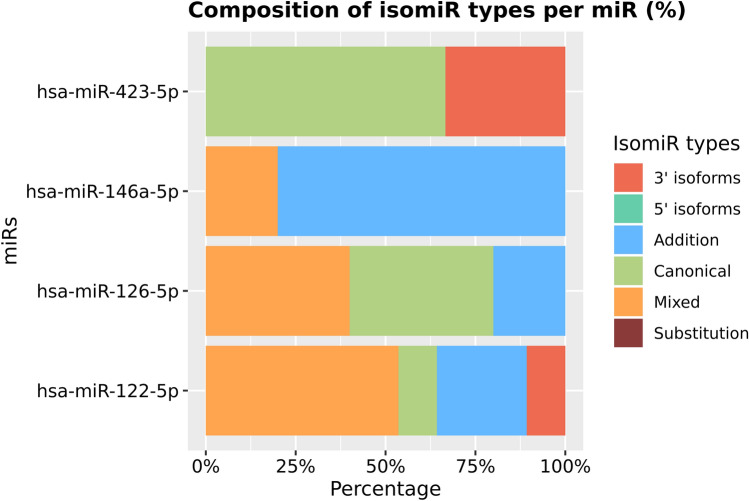 Composition of isomiR types per miR (%)
hsa-miR-423-5p
hsa-miR-146a-5p
hsa-miR-126-5p
hsa-miR-122-5p
miRs
0%
25%
50%
75%
100%
Percentage
IsomiR types
3' isoforms
5' isoforms
Addition
Canonical
Mixed
Substitution